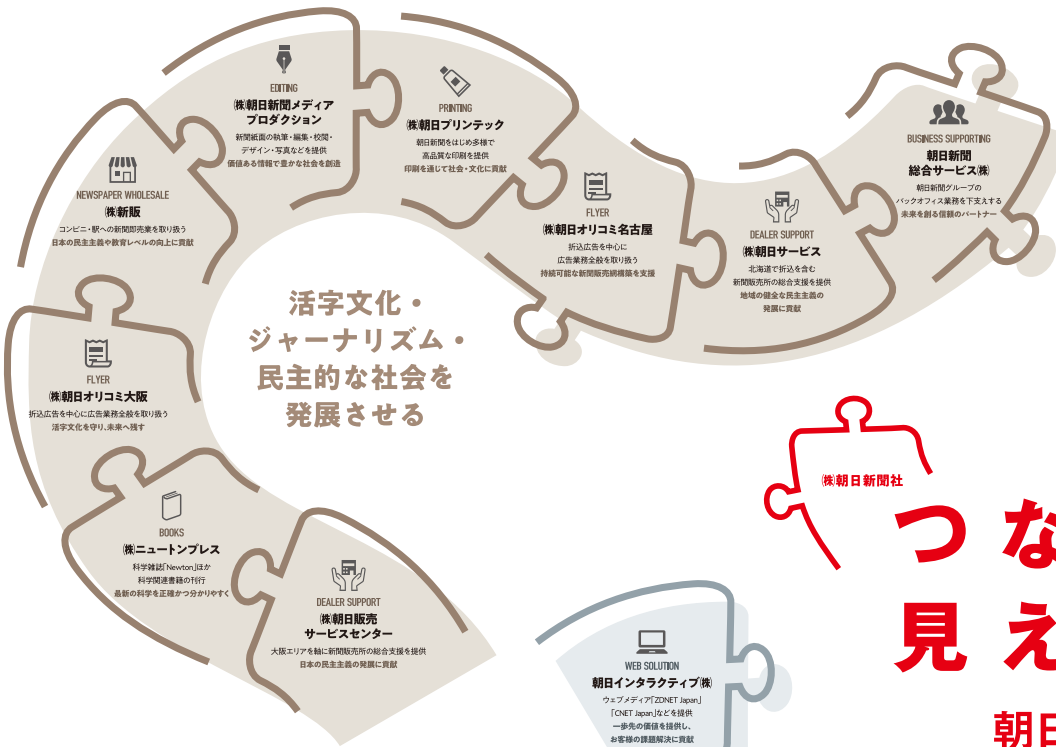 EDITING
㈱朝日新聞メディア
プロダクション
新聞紙面の執筆・編集・校閲・
デザイン・写真などを提供
価値ある情報で豊かな社会を創造
PRINTING
㈱朝日プリンテック
朝日新聞をはじめ多様で
高品質な印刷を提供
印刷を通じて社会・文化に貢献
BUSINESS SUPPORTING
朝日新聞
総合サービス㈱
朝日新聞グループの
バックオフィス業務を下支えする
未来を創る信頼のパートナー
NEWSPAPER WHOLESALE
㈱新販
コンビニ・駅への新聞即売業を取り扱う
日本の民主主義や教育レベルの向上に貢献
FLYER
㈱朝日オリコミ名古屋
折込広告を中心に
広告業務全般を取り扱う
持続可能な新聞販売網構築を支援
DEALER SUPPORT
㈱朝日サービス
北海道で折込を含む
新聞販売所の総合支援を提供
地域の健全な民主主義の
発展に貢献
活字文化・
ジャーナリズム・
民主的な社会を
発展させる
FLYER
㈱朝日オリコミ大阪
折込広告を中心に広告業務全般を取り扱う
活字文化を守り、未来へ残す
BOOKS
㈱ニュートンプレス
科学雑誌「Newton」ほか
科学関連書籍の刊行
最新の科学を正確かつ分かりやすく
DEALER SUPPORT
㈱朝日販売
サービスセンター
大阪エリアを軸に新聞販売所の総合支援を提供
日本の民主主義の発展に貢献
㈱朝日新聞社
つな
見え
朝日
WEB SOLUTION
朝日インタラクティブ㈱
ウェブメディア「ZDNET Japan」
「CNET Japan」などを提供
一歩先の価値を提供し、
お客様の課題解決に貢献